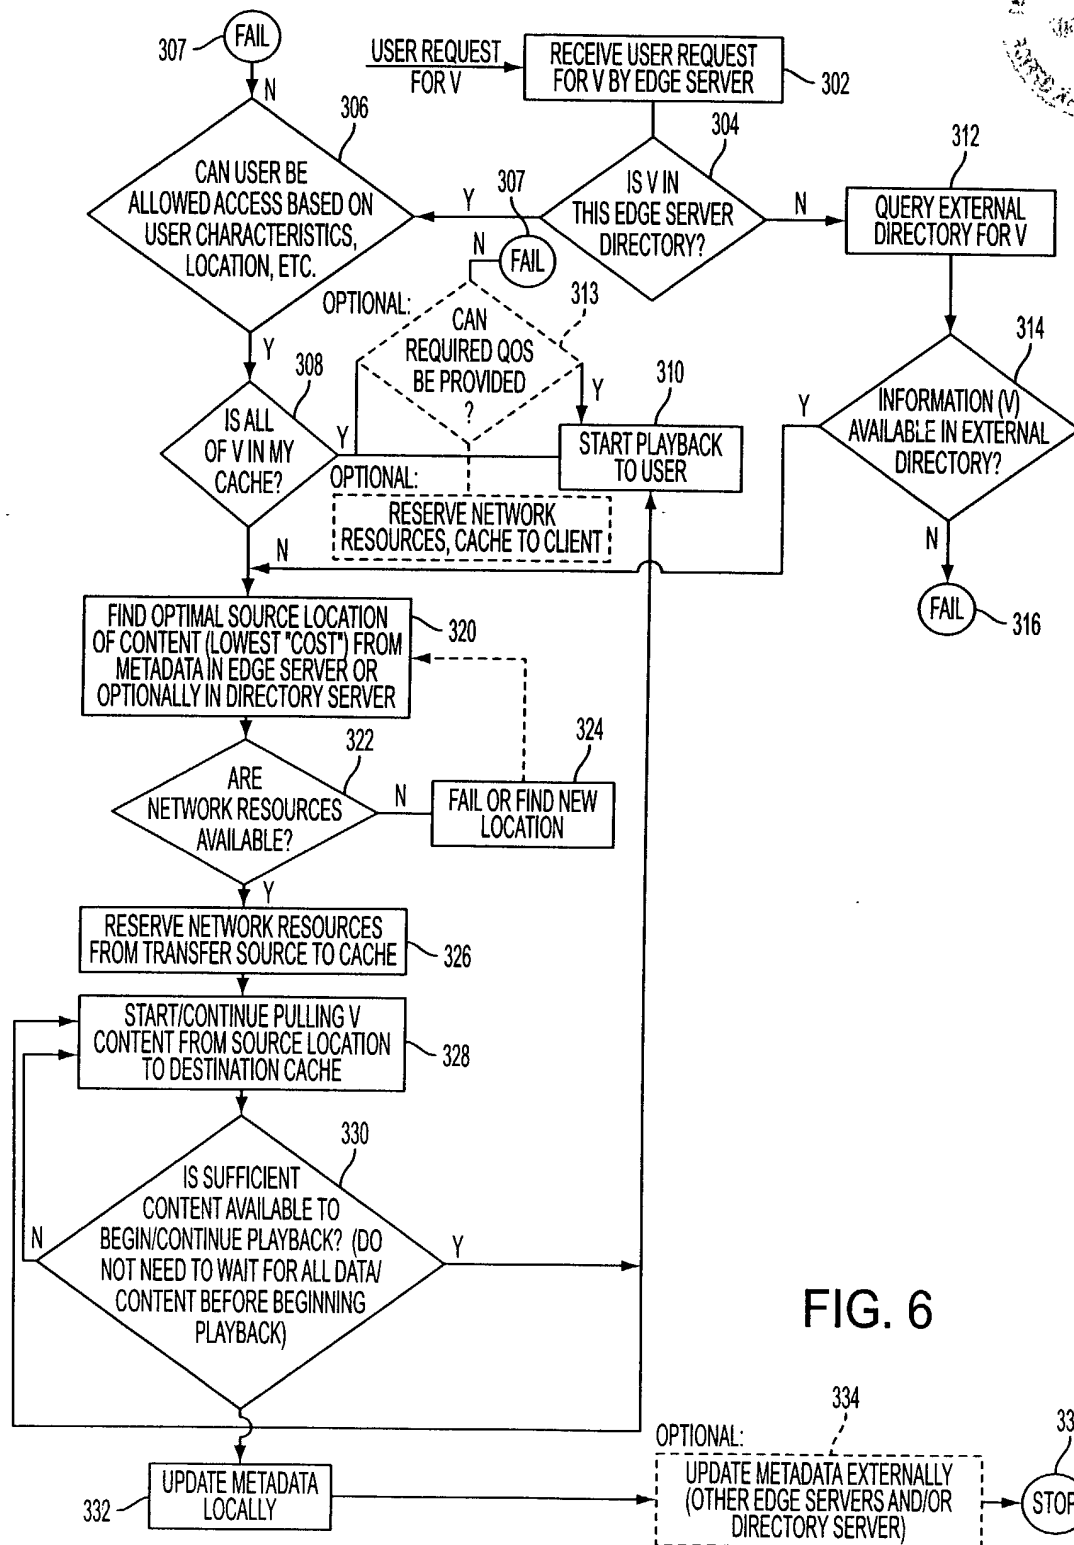 307
FAIL
N
USER REQUEST
FOR V
RECEIVE USER REQUEST
FOR V BY EDGE SERVER
302
306
CAN USER BE
ALLOWED ACCESS BASED ON
USER CHARACTERISTICS,
LOCATION, ETC.
Y
304
IS V IN
THIS EDGE SERVER
DIRECTORY?
N
312
QUERY EXTERNAL
DIRECTORY FOR V
307
N
FAIL
OPTIONAL:
313
CAN
REQUIRED QOS
BE PROVIDED
?
Y
Y
308
IS ALL
OF V IN MY
CACHE?
Y
310
START PLAYBACK
TO USER
314
Y
INFORMATION (V)
AVAILABLE IN EXTERNAL
DIRECTORY?
N
FAIL
316
OPTIONAL:
RESERVE NETWORK
RESOURCES, CACHE TO CLIENT
N
FIND OPTIMAL SOURCE LOCATION
OF CONTENT (LOWEST "COST") FROM
METADATA IN EDGE SERVER OR
OPTIONALLY IN DIRECTORY SERVER
320
322
ARE
NETWORK RESOURCES
AVAILABLE?
N
324
FAIL OR FIND NEW
LOCATION
Y
RESERVE NETWORK RESOURCES
FROM TRANSFER SOURCE TO CACHE
326
START/CONTINUE PULLING V
CONTENT FROM SOURCE LOCATION
TO DESTINATION CACHE
328
330
IS SUFFICIENT
CONTENT AVAILABLE TO
BEGIN/CONTINUE PLAYBACK? (DO
NOT NEED TO WAIT FOR ALL DATA/
CONTENT BEFORE BEGINNING
PLAYBACK)
N
Y
FIG. 6
332
UPDATE METADATA
LOCALLY
OPTIONAL:
334
UPDATE METADATA EXTERNALLY
(OTHER EDGE SERVERS AND/OR
DIRECTORY SERVER)
STOP